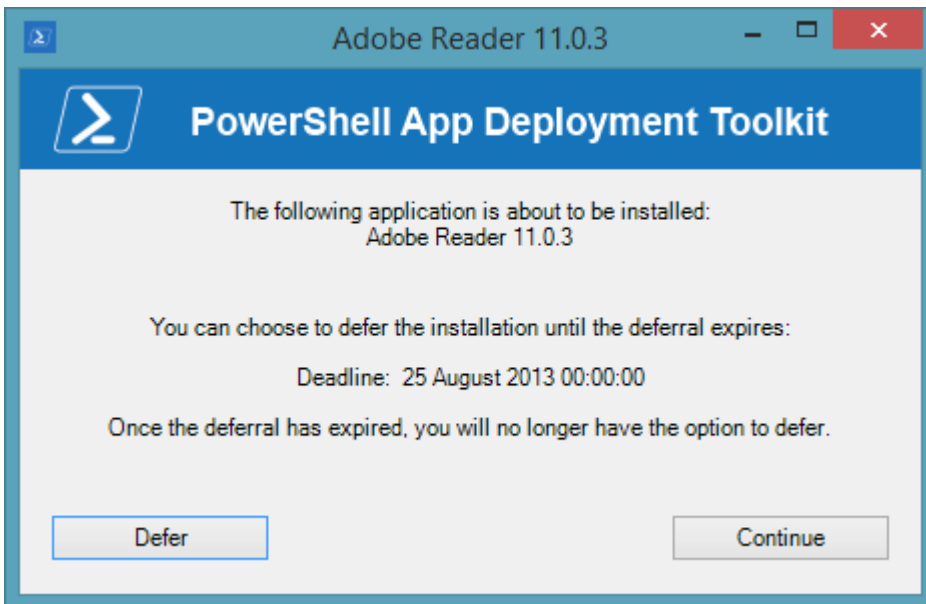 Adobe Reader 11.0.3
PowerShell App Deployment Toolkit
The following application is about to be installed:
Adobe Reader 11.0.3
You can choose to defer the installation until the deferral expires:
Deadline: 25 August 2013 00:00:00
Once the deferral has expired, you will no longer have the option to defer.
Defer
Continue